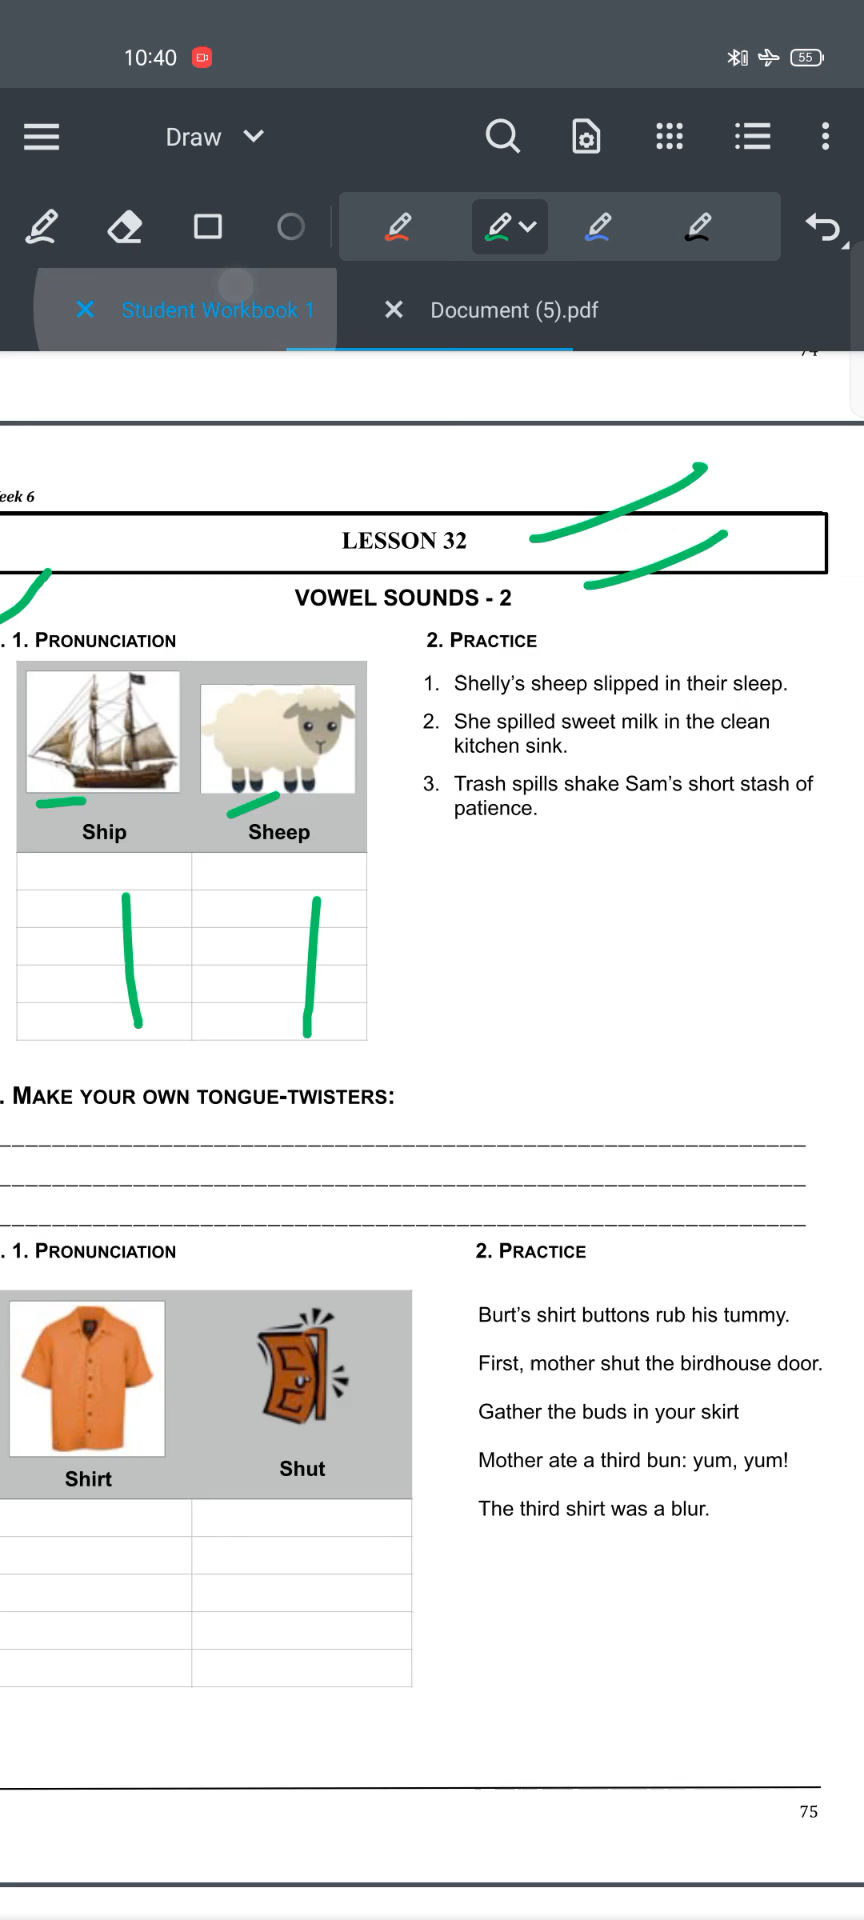 10:40
55
Draw
Student Workbook 1
Document (5).pdf
eek 6
LESSON 32
VOWEL SOUNDS - 2
. 1. PRONUNCIATION
Ship
Sheep
2. PRACTICE
1. Shelly's sheep slipped in their sleep.
2. She spilled sweet milk in the clean
kitchen sink.
3. Trash spills shake Sam's short stash of
patience.
. MAKE YOUR OWN TONGUE-TWISTERS:
. 1. PRONUNCIATION
Shirt
Shut
2. PRACTICE
Burt's shirt buttons rub his tummy.
First, mother shut the birdhouse door.
Gather the buds in your skirt
Mother ate a third bun: yum, yum!
The third shirt was a blur.
75